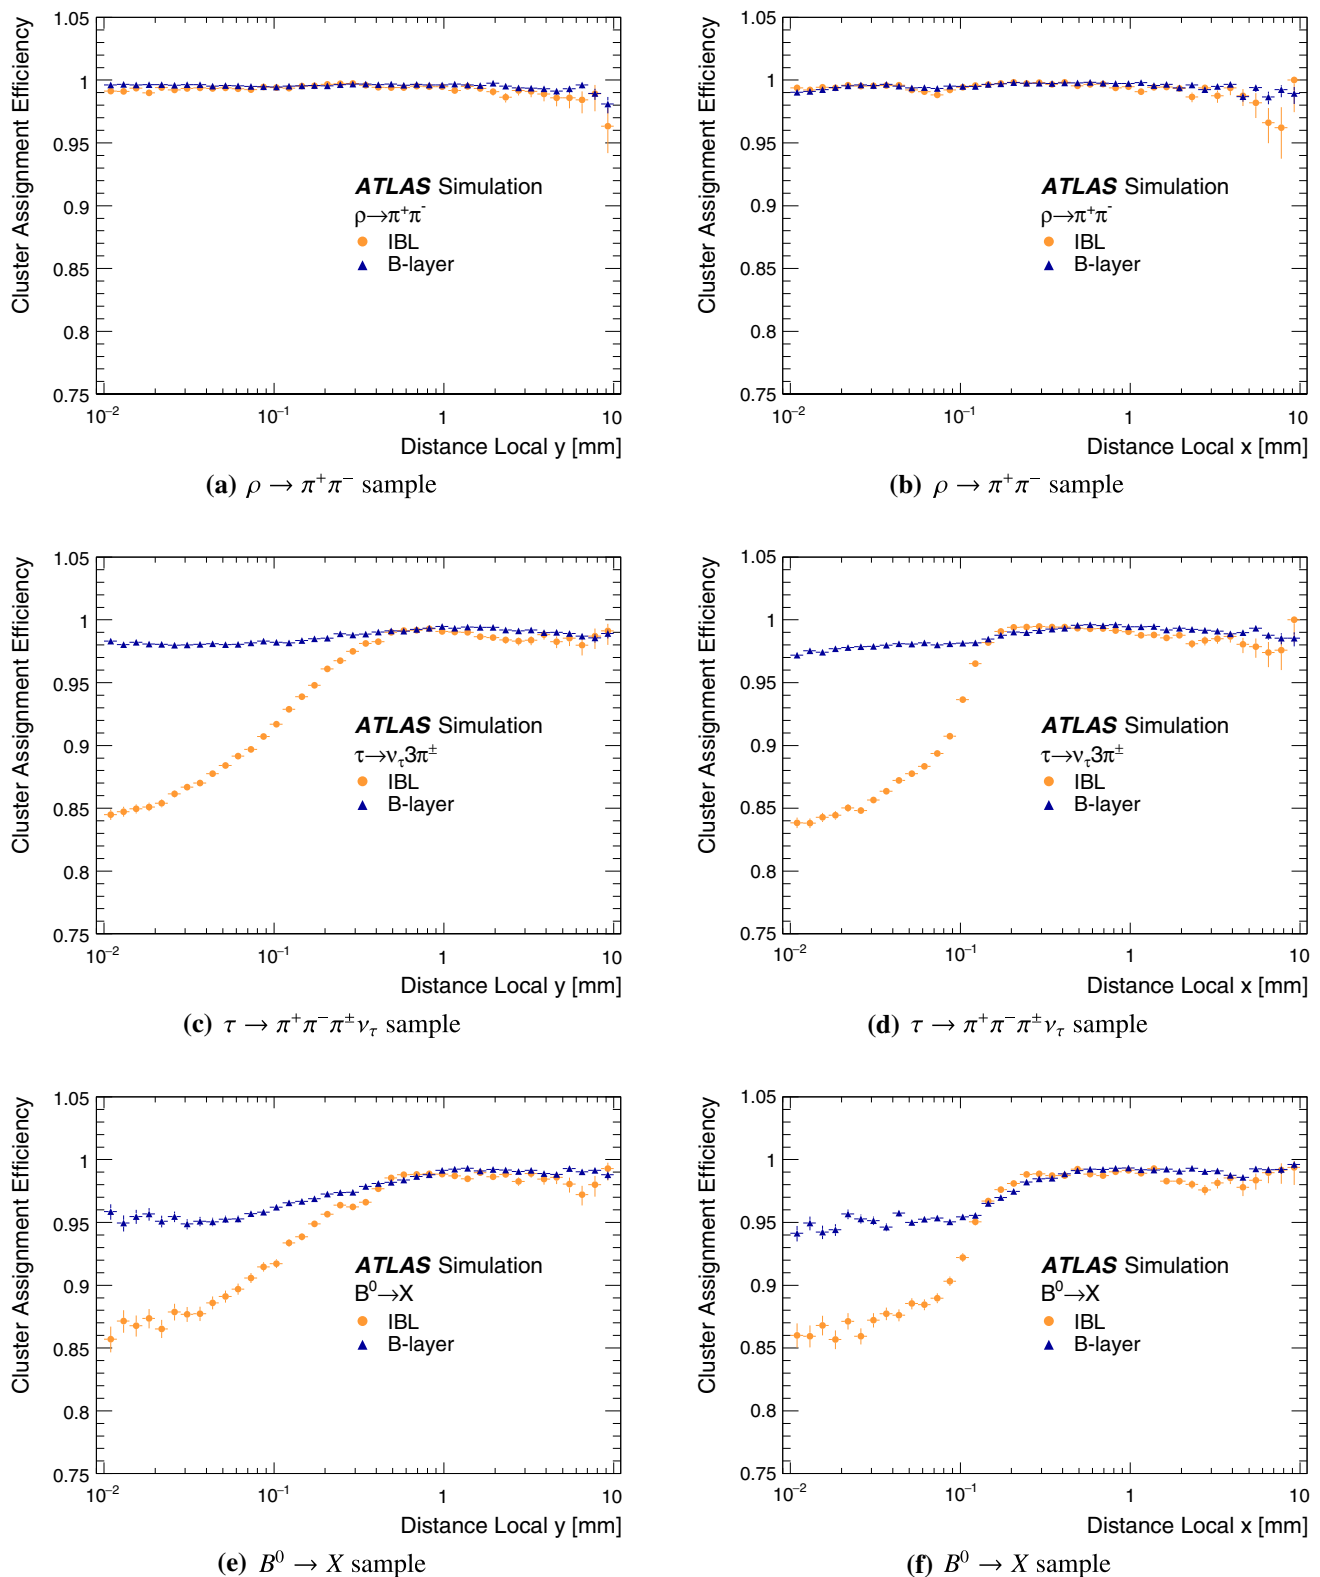 Cluster Assignment Efficiency
1.05
1
0.95
0.9
0.85
0.8
0.75
ATLAS Simulation
ρ→π⁺π⁻
IBL
B-layer
10⁻² 10⁻¹ 1 10
Distance Local y [mm]
(a) ρ → π⁺π⁻ sample
Cluster Assignment Efficiency
1.05
1
0.95
0.9
0.85
0.8
0.75
ATLAS Simulation
ρ→π⁺π⁻
IBL
B-layer
10⁻² 10⁻¹ 1 10
Distance Local x [mm]
(b) ρ → π⁺π⁻ sample
Cluster Assignment Efficiency
1.05
1
0.95
0.9
0.85
0.8
0.75
ATLAS Simulation
τ→ν_τ3π^±
IBL
B-layer
10⁻² 10⁻¹ 1 10
Distance Local y [mm]
(c) τ → π⁺π⁻π^±ν_τ sample
Cluster Assignment Efficiency
1.05
1
0.95
0.9
0.85
0.8
0.75
ATLAS Simulation
τ→ν_τ3π^±
IBL
B-layer
10⁻² 10⁻¹ 1 10
Distance Local x [mm]
(d) τ → π⁺π⁻π^±ν_τ sample
Cluster Assignment Efficiency
1.05
1
0.95
0.9
0.85
0.8
0.75
ATLAS Simulation
B⁰→X
IBL
B-layer
10⁻² 10⁻¹ 1 10
Distance Local y [mm]
(e) B⁰ → X sample
Cluster Assignment Efficiency
1.05
1
0.95
0.9
0.85
0.8
0.75
ATLAS Simulation
B⁰→X
IBL
B-layer
10⁻² 10⁻¹ 1 10
Distance Local x [mm]
(f) B⁰ → X sample